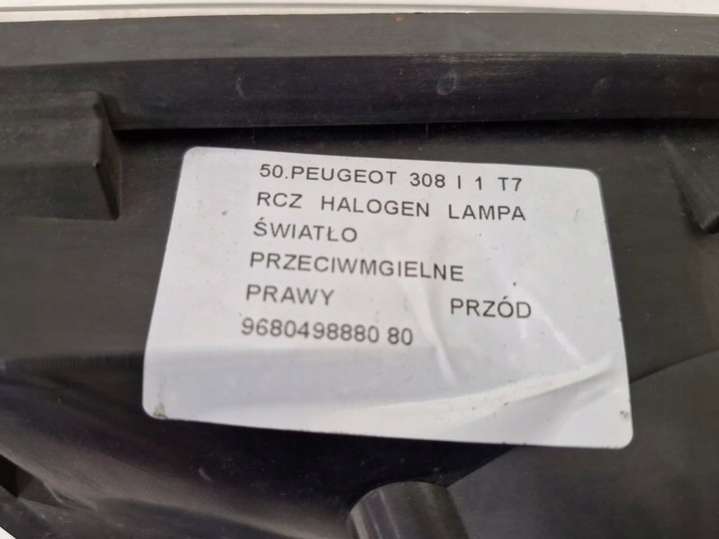 50.PEUGEOT 308 I 1 T7
RCZ HALOGEN LAMPA
ŚWIATŁO
PRZECIWMGIELNE
PRAWY PRZÓD
9680498880 80